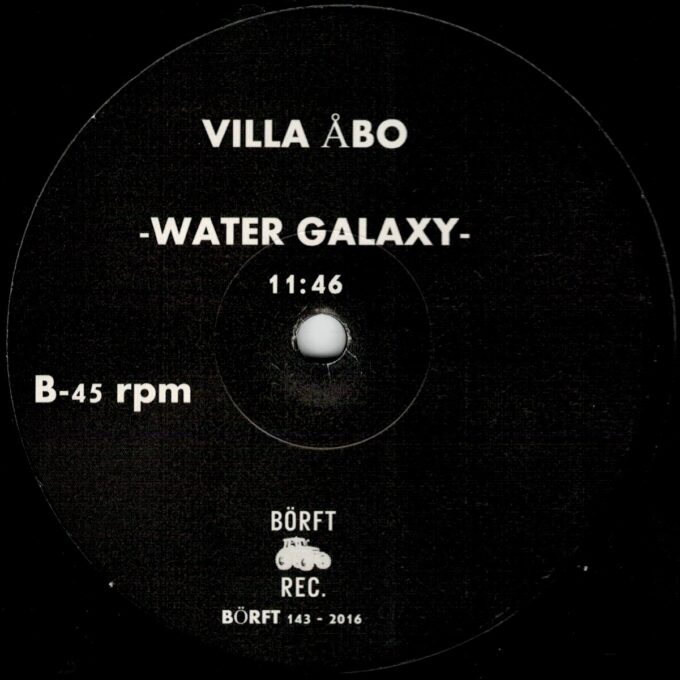 VILLA ÅBO
-WATER GALAXY-
11:46
B-45 rpm
BÖRFT
REC.
BÖRFT 143 - 2016